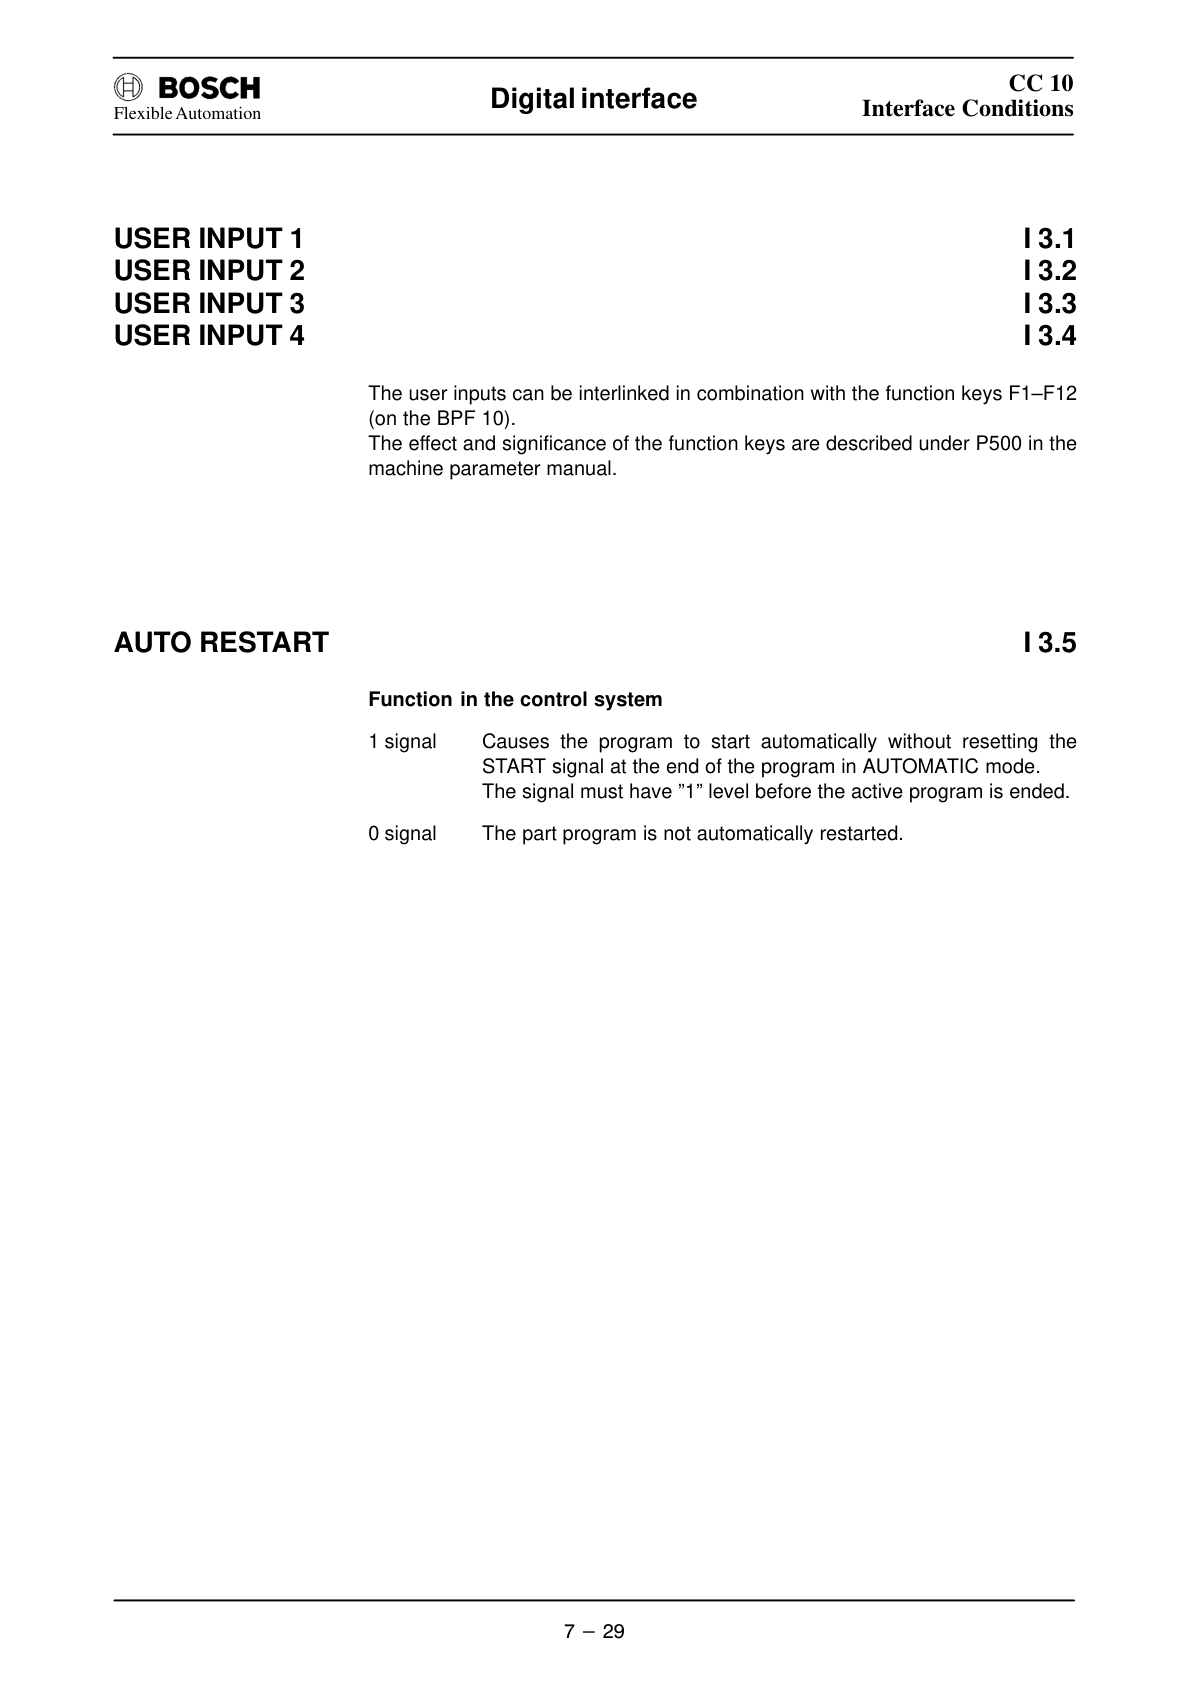 BOSCH
Flexible Automation
Digital interface
CC 10
Interface Conditions
USER INPUT 1 I 3.1
USER INPUT 2 I 3.2
USER INPUT 3 I 3.3
USER INPUT 4 I 3.4
The user inputs can be interlinked in combination with the function keys F1–F12
(on the BPF 10).
The effect and significance of the function keys are described under P500 in the
machine parameter manual.
AUTO RESTART I 3.5
Function in the control system
1 signal Causes the program to start automatically without resetting the
START signal at the end of the program in AUTOMATIC mode.
The signal must have ”1” level before the active program is ended.
0 signal The part program is not automatically restarted.
7 – 29